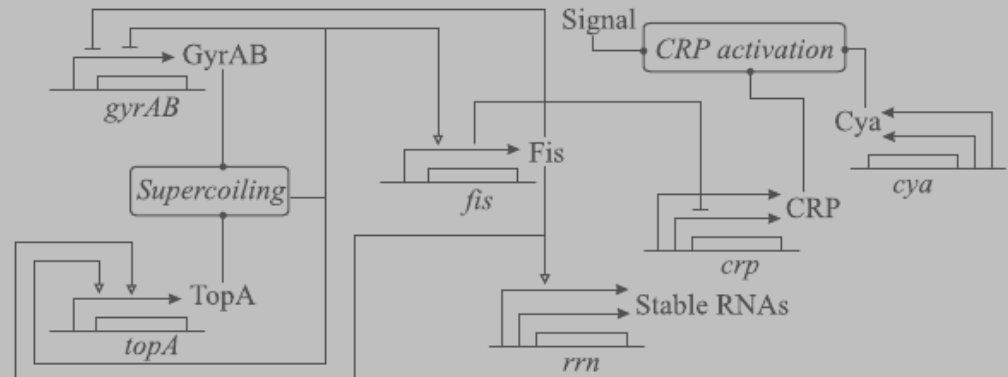 Signal
GyrAB
CRP activation
gyrAB
Cya
Fis
Supercoiling
fis
cya
CRP
crp
TopA
Stable RNAs
topA
rrn